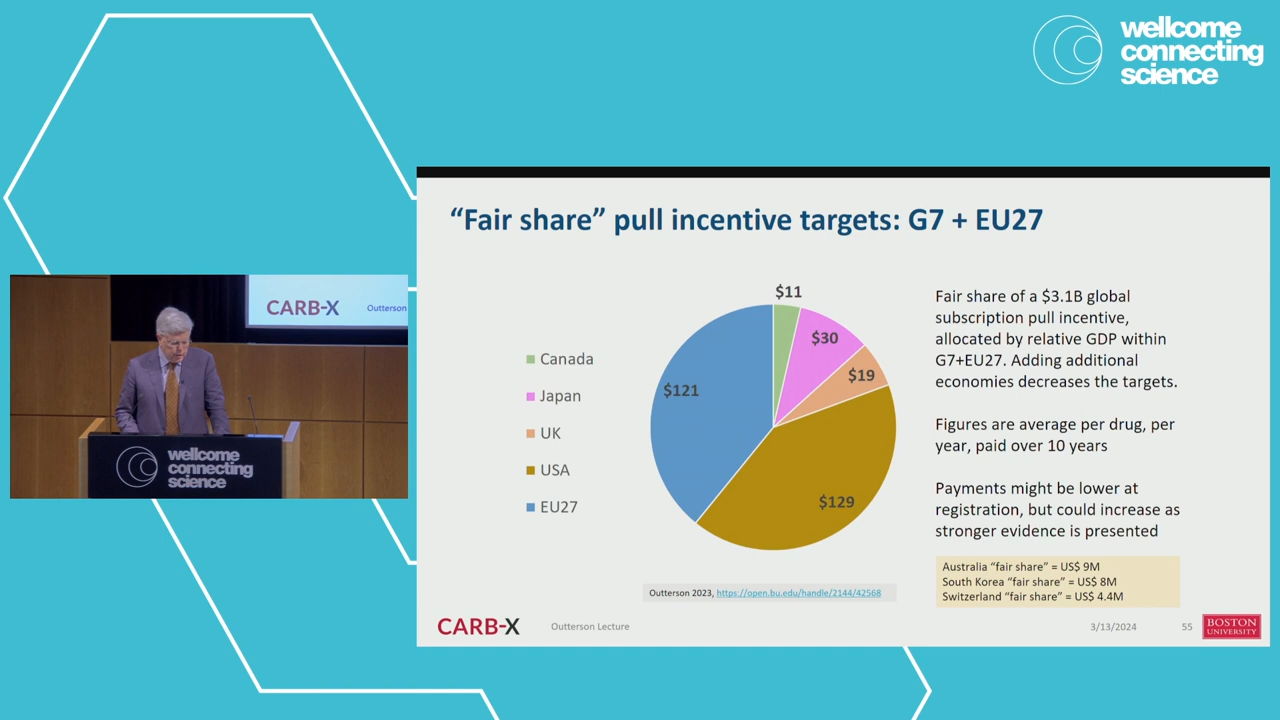 wellcome
connecting
science
"Fair share" pull incentive targets: G7 + EU27
Canada
Japan
UK
USA
EU27
$11
$30
$19
$129
$121
Fair share of a $3.1B global
subscription pull incentive,
allocated by relative GDP within
G7+EU27. Adding additional
economies decreases the targets.
Figures are average per drug, per
year, paid over 10 years
Payments might be lower at
registration, but could increase as
stronger evidence is presented
Australia "fair share" = US$ 9M
South Korea "fair share" = US$ 8M
Switzerland "fair share" = US$ 4.4M
Outterson 2023, https://open.bu.edu/handle/2144/42568
CARB-X
Outterson Lecture
3/13/2024
55
BOSTON
UNIVERSITY
CARB-X
Outterson
wellcome
connecting
science